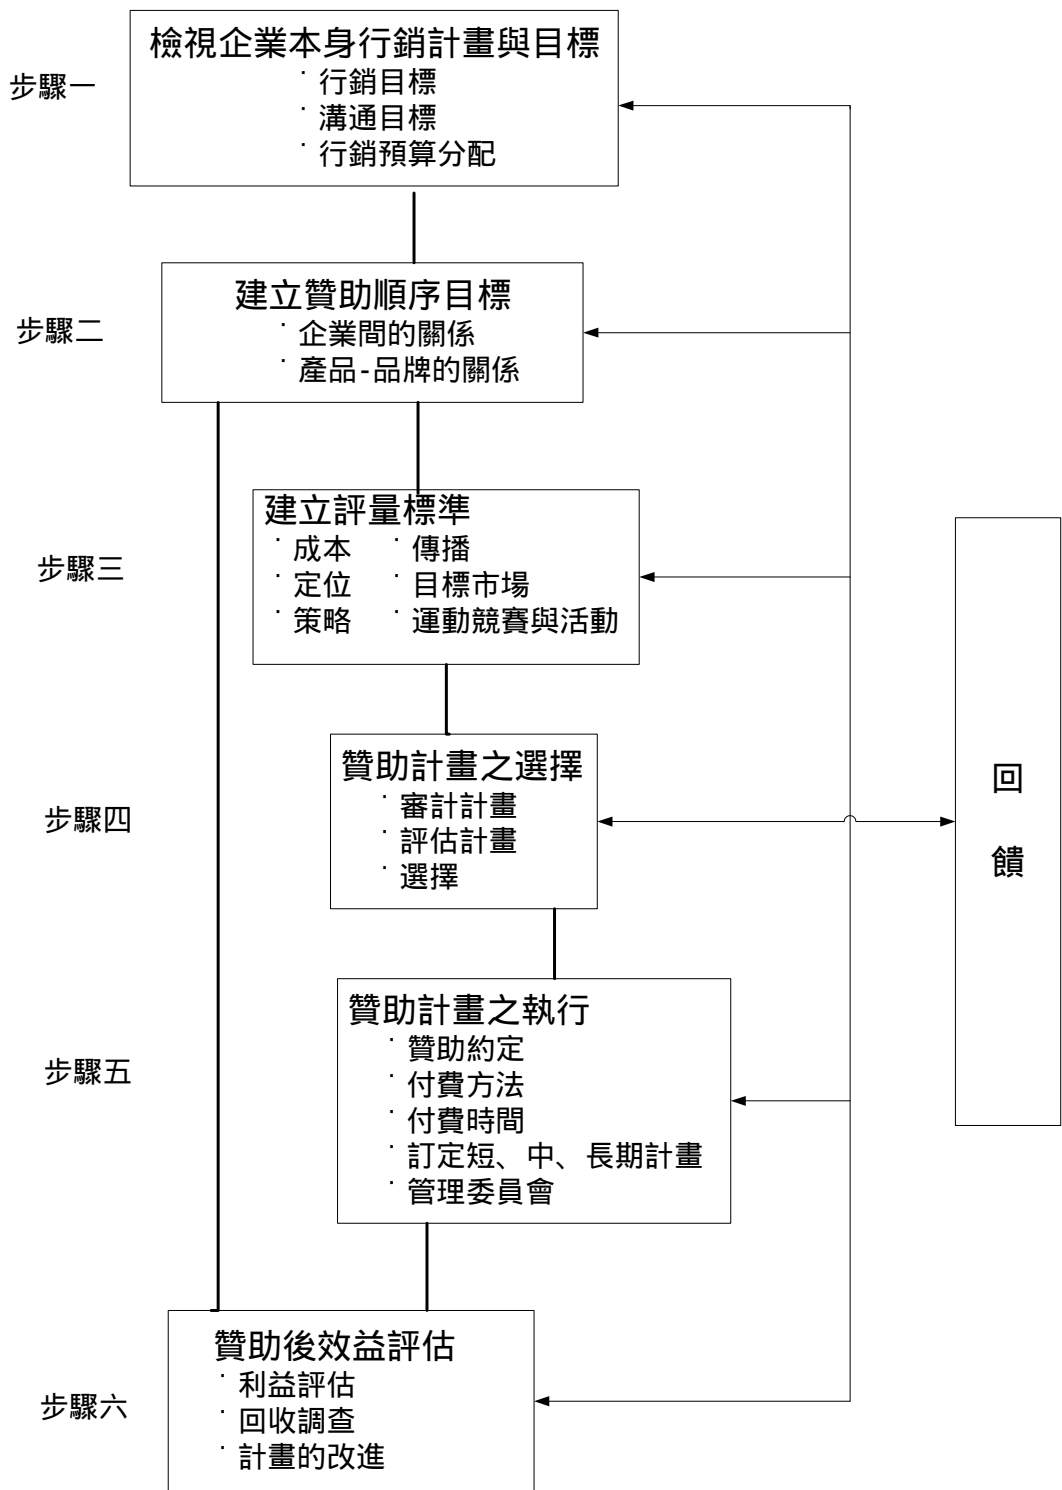 檢視企業本身行銷計畫與目標
步驟一
˙行銷目標
˙溝通目標
˙行銷預算分配
建立贊助順序目標
步驟二
˙企業間的關係
˙產品-品牌的關係
建立評量標準
˙成本 ˙傳播
步驟三
˙定位 ˙目標市場
˙策略 ˙運動競賽與活動
贊助計畫之選擇
˙審計計畫
步驟四
˙評估計畫
˙選擇
回
饋
贊助計畫之執行
˙贊助約定
步驟五
˙付費方法
˙付費時間
˙訂定短、中、長期計畫
˙管理委員會
贊助後效益評估
˙利益評估
步驟六
˙回收調查
˙計畫的改進